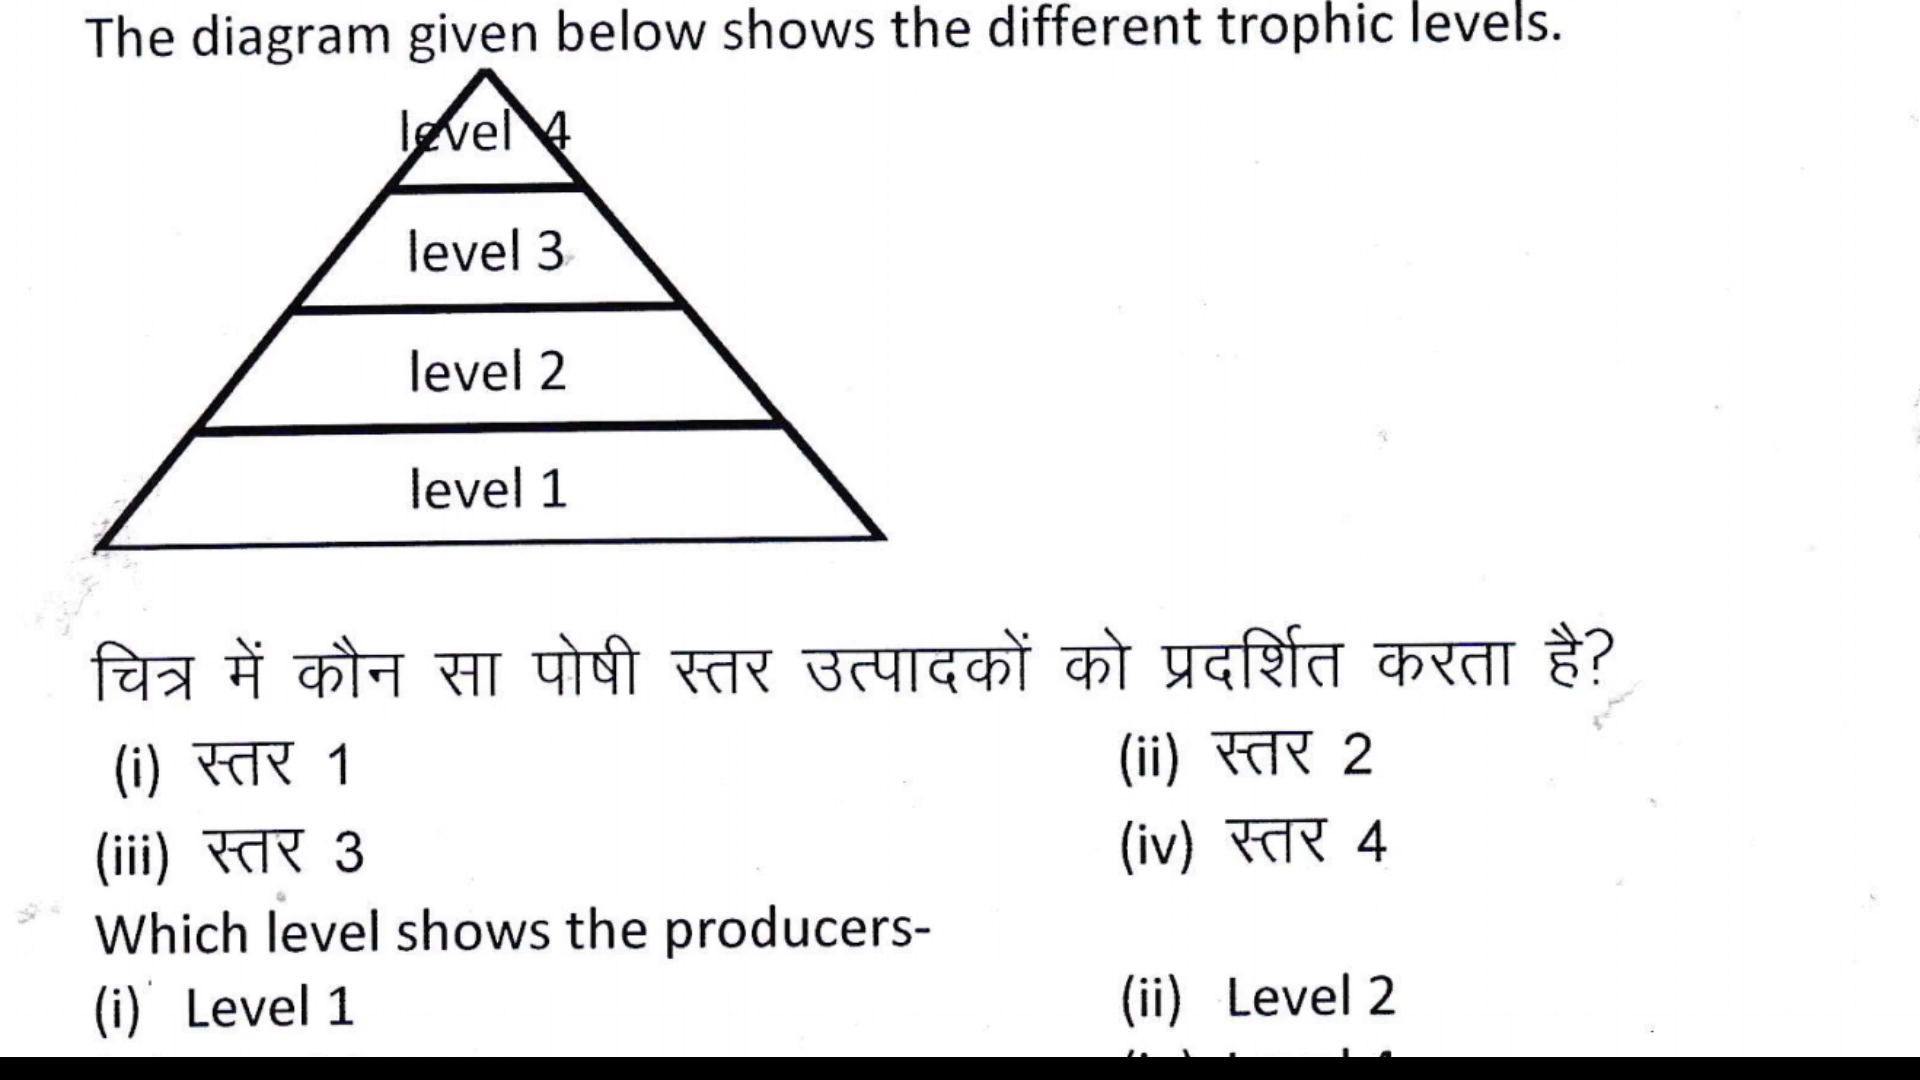 The diagram given below shows the different trophic levels.
level 4
level 3
level 2
level 1
चित्र में कौन सा पोषी स्तर उत्पादकों को प्रदर्शित करता है?
(i) स्तर 1 (ii) स्तर 2
(iii) स्तर 3 (iv) स्तर 4
Which level shows the producers-
(i) Level 1 (ii) Level 2